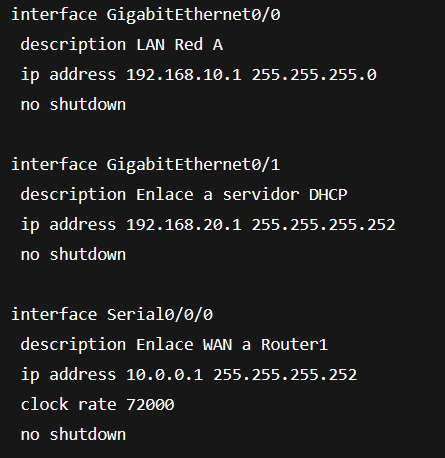 interface GigabitEthernet0/0
description LAN Red A
ip address 192.168.10.1 255.255.255.0
no shutdown
interface GigabitEthernet0/1
description Enlace a servidor DHCP
ip address 192.168.20.1 255.255.255.252
no shutdown
interface Serial0/0/0
description Enlace WAN a Router1
ip address 10.0.0.1 255.255.255.252
clock rate 72000
no shutdown